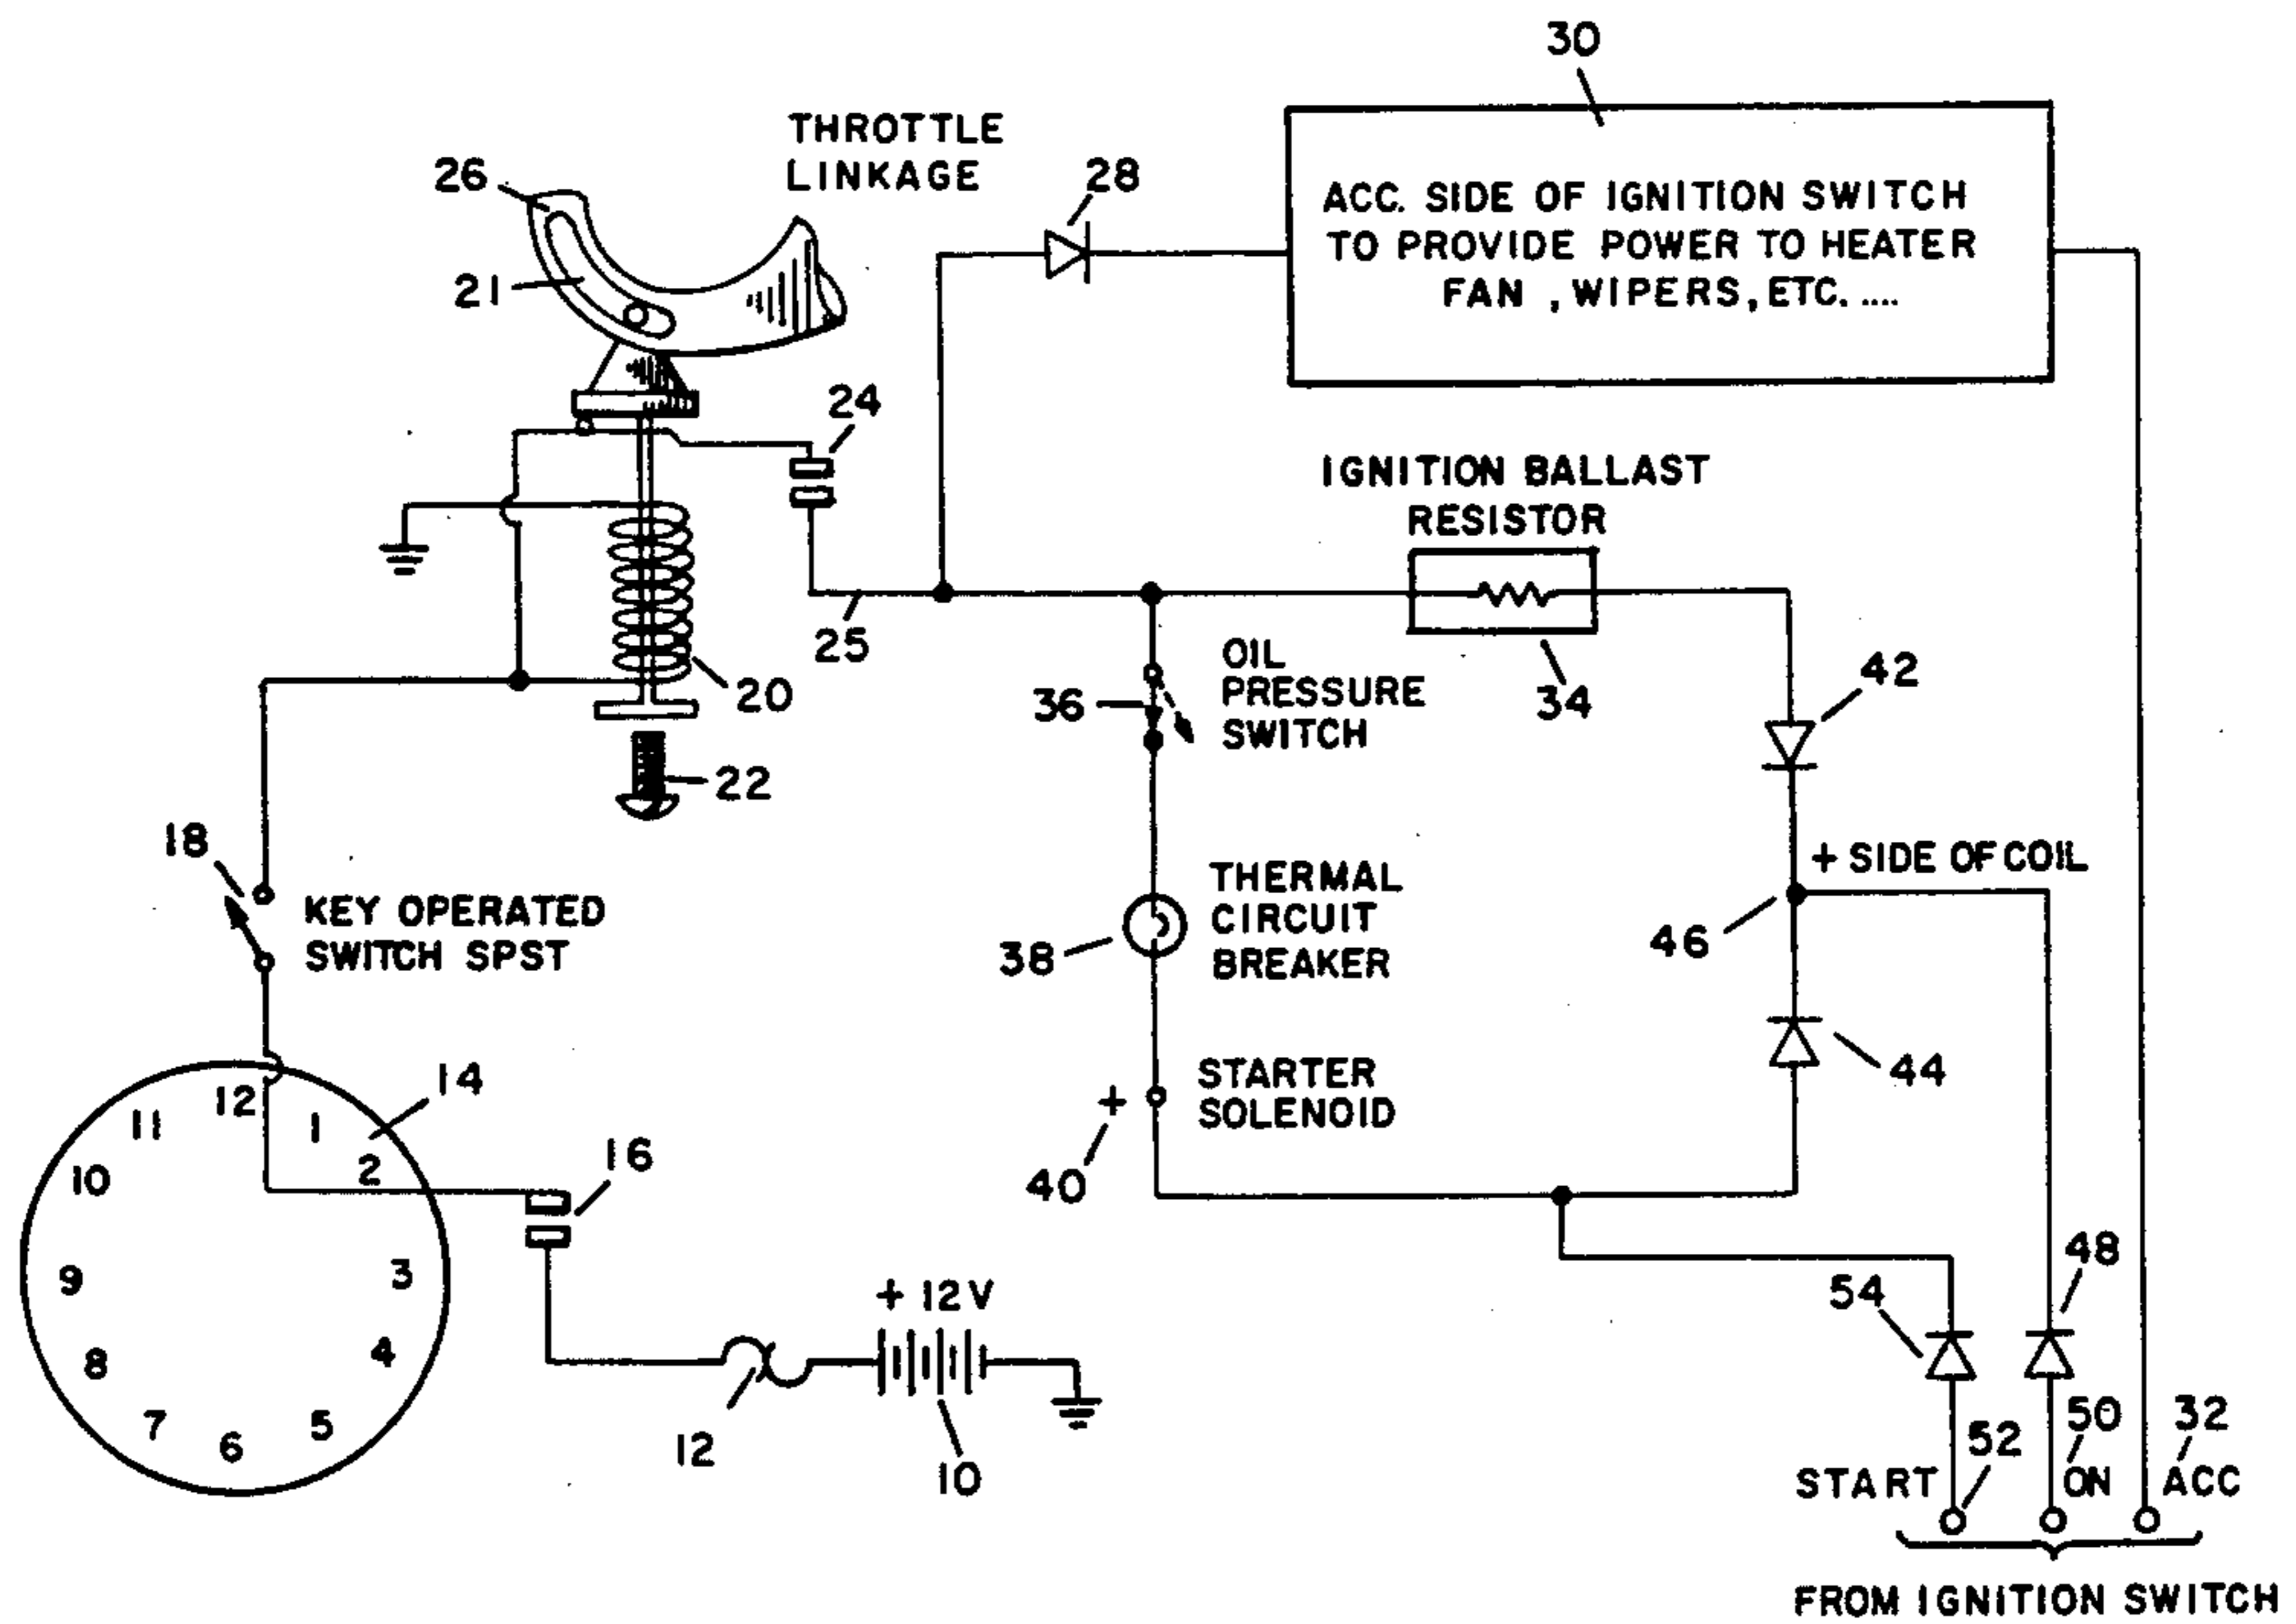 30
THROTTLE
LINKAGE
26
28
21
ACC. SIDE OF IGNITION SWITCH
TO PROVIDE POWER TO HEATER
FAN , WIPERS, ETC. ....
24
IGNITION BALLAST
RESISTOR
25
20
22
OIL
PRESSURE
SWITCH
36
34
42
18
KEY OPERATED
SWITCH SPST
THERMAL
CIRCUIT
BREAKER
38
+ SIDE OF COIL
46
14
12
1
2
3
4
5
6
7
8
9
10
11
16
+
STARTER
SOLENOID
40
44
+ 12V
12
10
54
48
52
50
32
START
ON
ACC
FROM IGNITION SWITCH